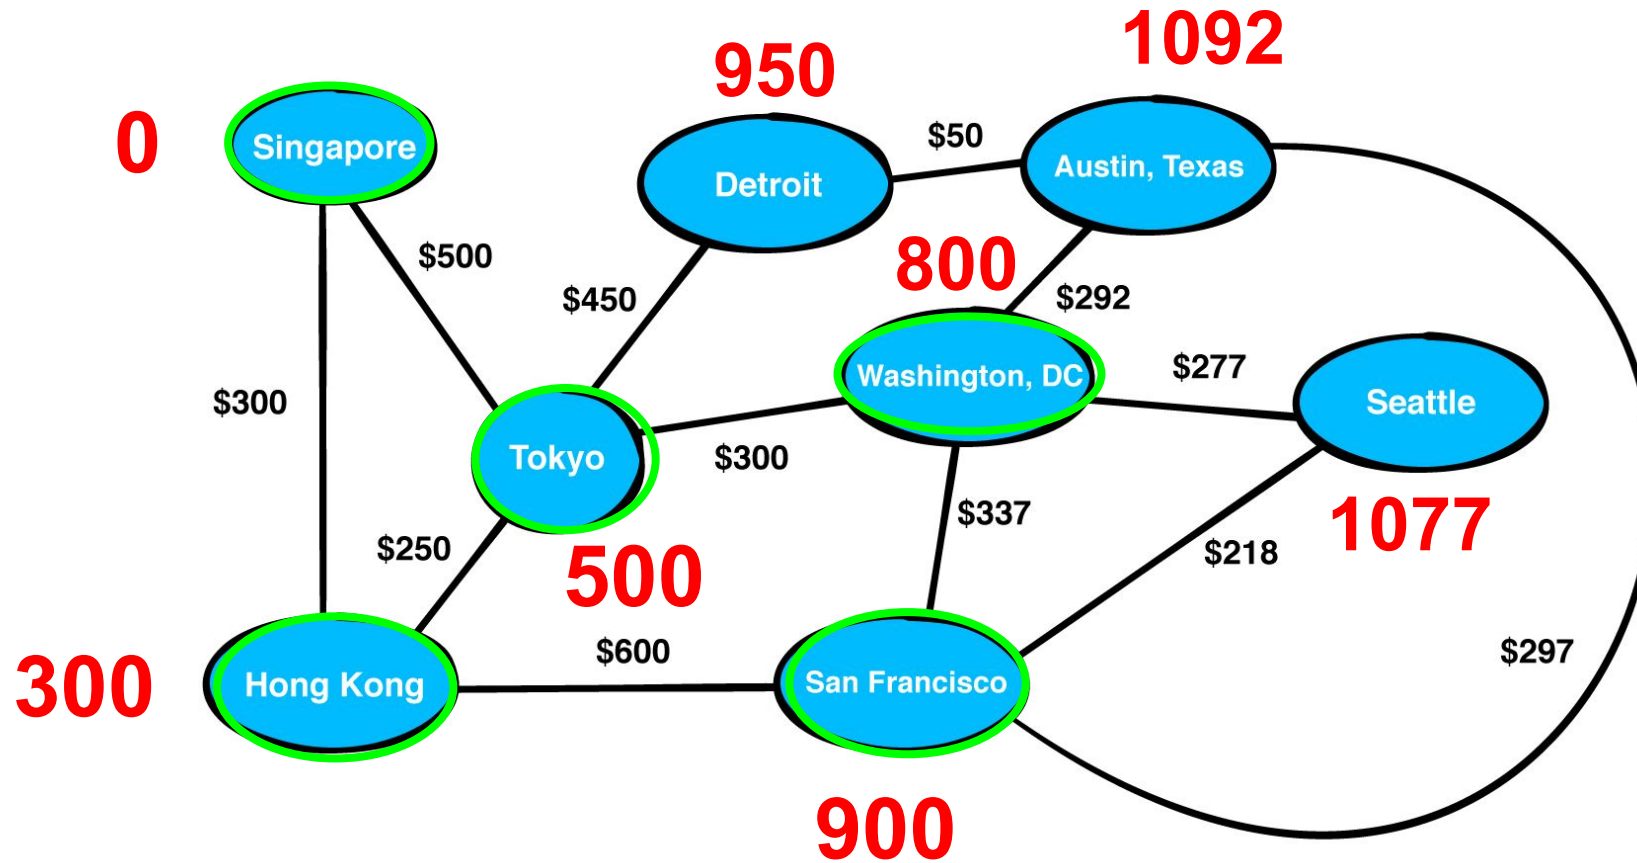 1092
950
0
Singapore
$50
Detroit
Austin, Texas
$500
800
$450
$292
Washington, DC
$277
Seattle
$300
Tokyo
$300
$337
1077
$250
500
$218
$600
$297
300
Hong Kong
San Francisco
900